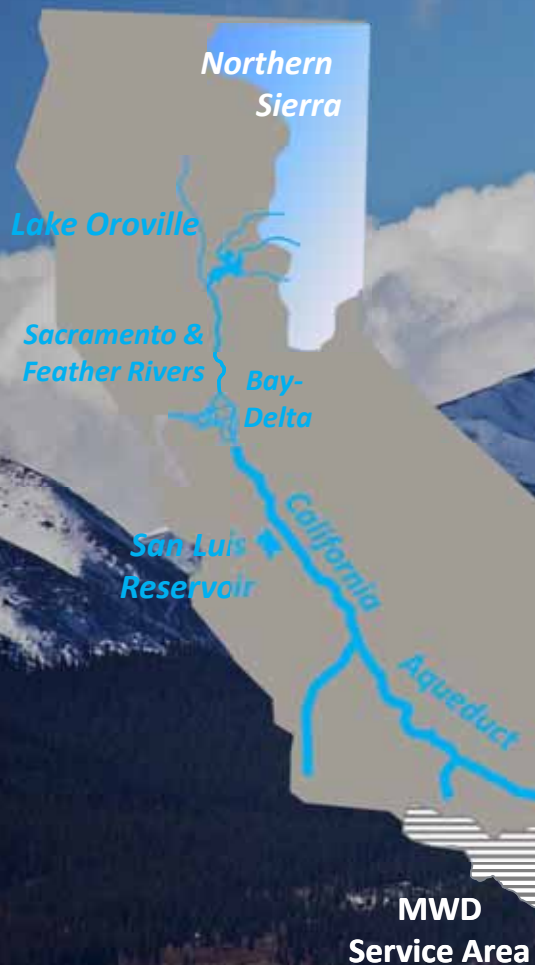 Northern
Sierra
Lake Oroville
Sacramento &
Feather Rivers
Bay-
Delta
San Luis
Reservoir
California
Aqueduct
MWD
Service Area